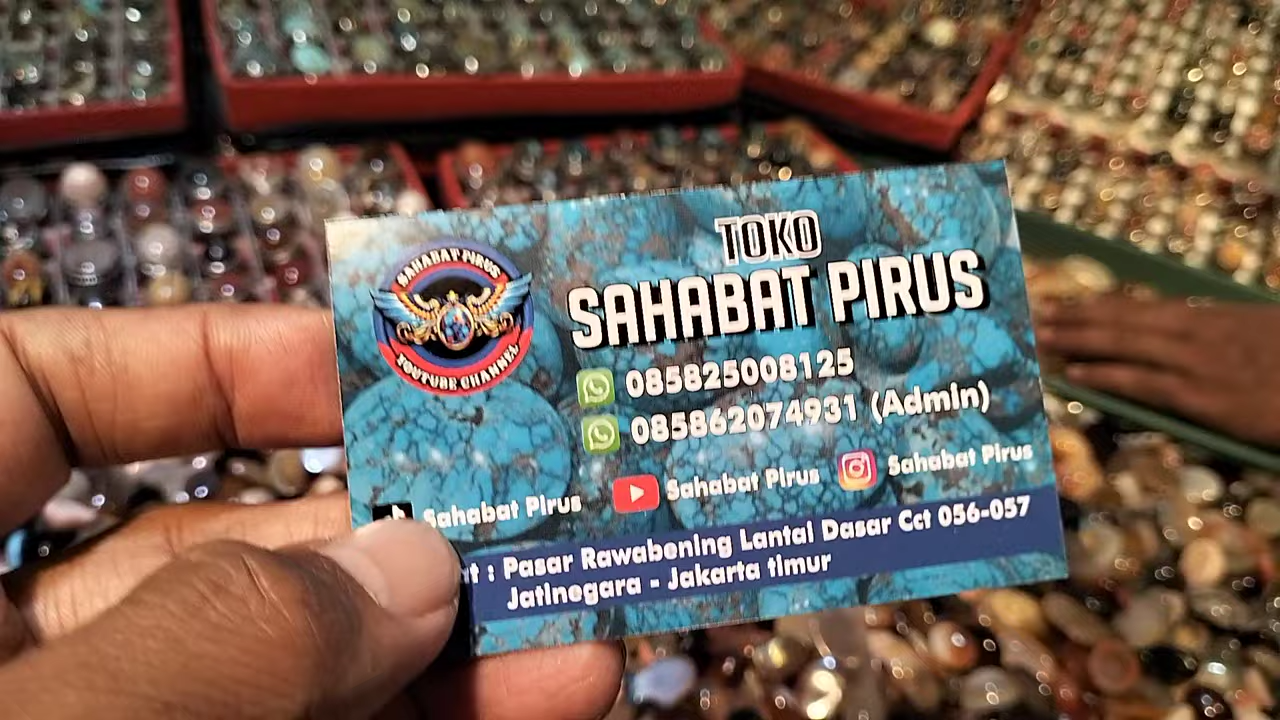 SAHABAT PIRUS
YOUTUBE CHANNEL
TOKO
SAHABAT PIRUS
085825008125
085862074931 (Admin)
Sahabat Pirus
Sahabat Pirus
Sahabat Pirus
: Pasar Rawabening Lantai Dasar Cct 056-057
Jatinegara - Jakarta timur